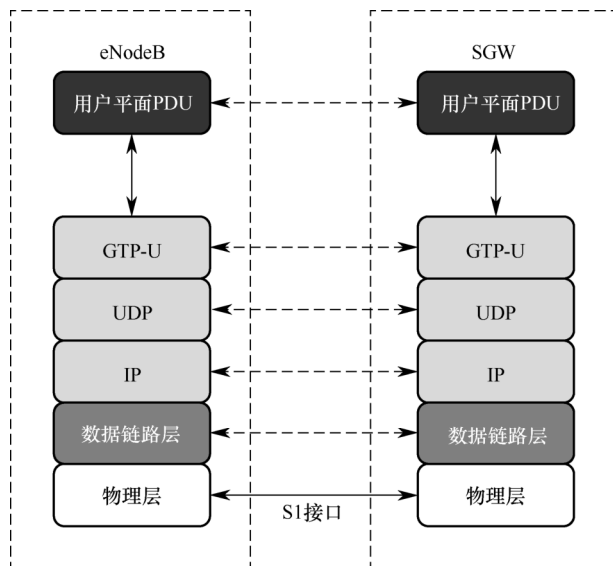 eNodeB
SGW
用户平面PDU
用户平面PDU
GTP-U
GTP-U
UDP
UDP
IP
IP
数据链路层
数据链路层
物理层
物理层
S1接口